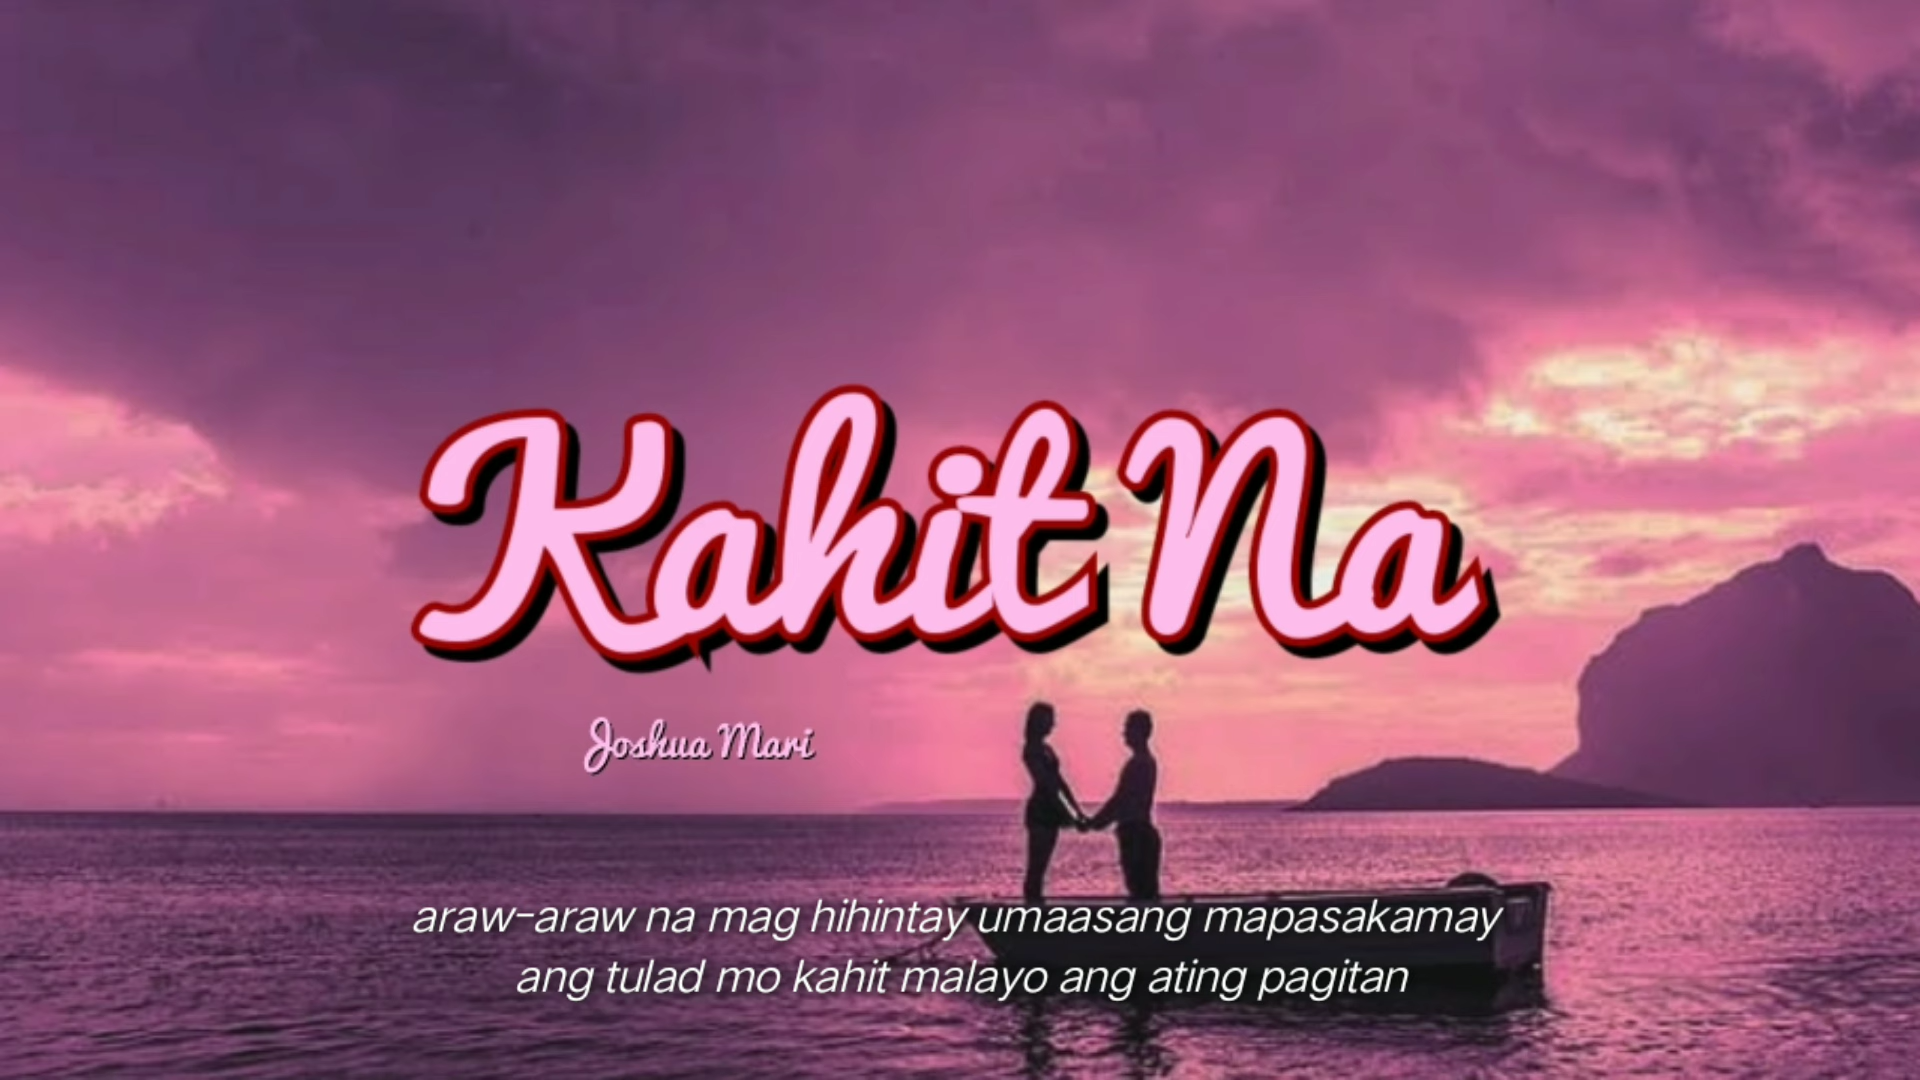 Kahit Na
Joshua Mari
araw-araw na mag hihintay umaasang mapasakamay
ang tulad mo kahit malayo ang ating pagitan